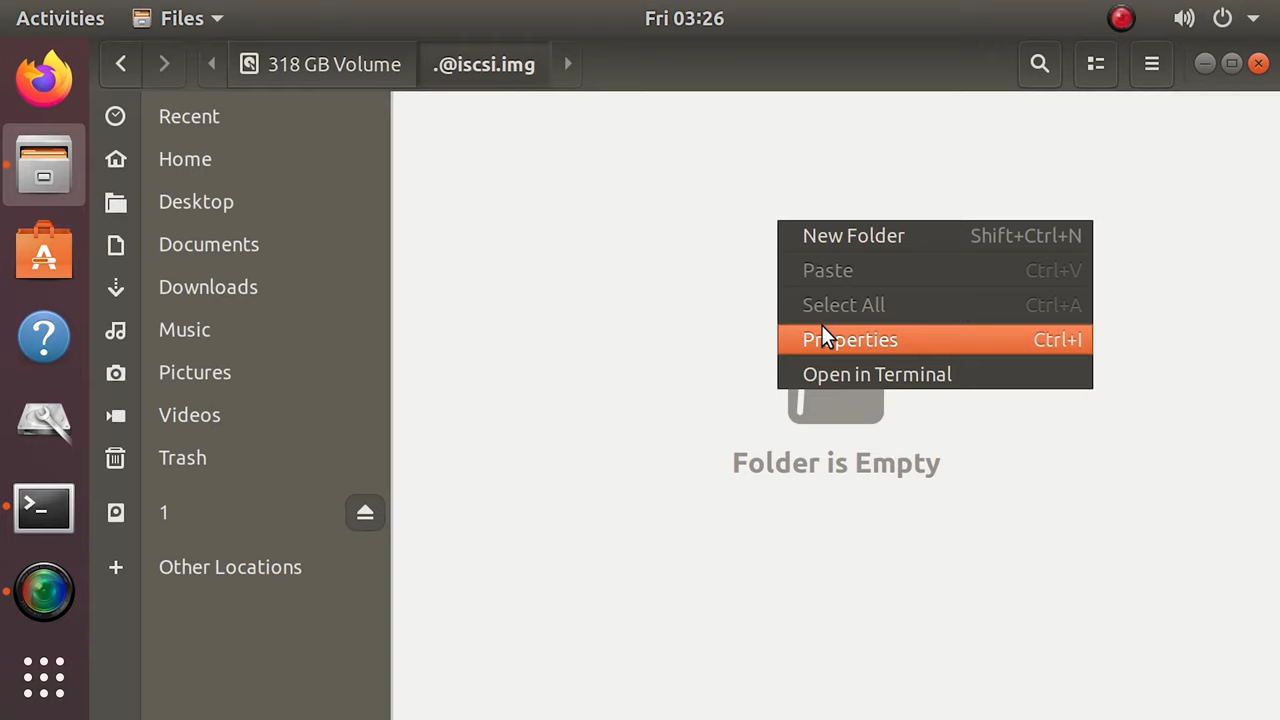 Activities
Files
Fri 03:26
318 GB Volume
.@iscsi.img
Recent
Home
Desktop
Documents
Downloads
Music
Pictures
Videos
Trash
1
Other Locations
New Folder Shift+Ctrl+N
Paste Ctrl+V
Select All Ctrl+A
Properties Ctrl+I
Open in Terminal
Folder is Empty